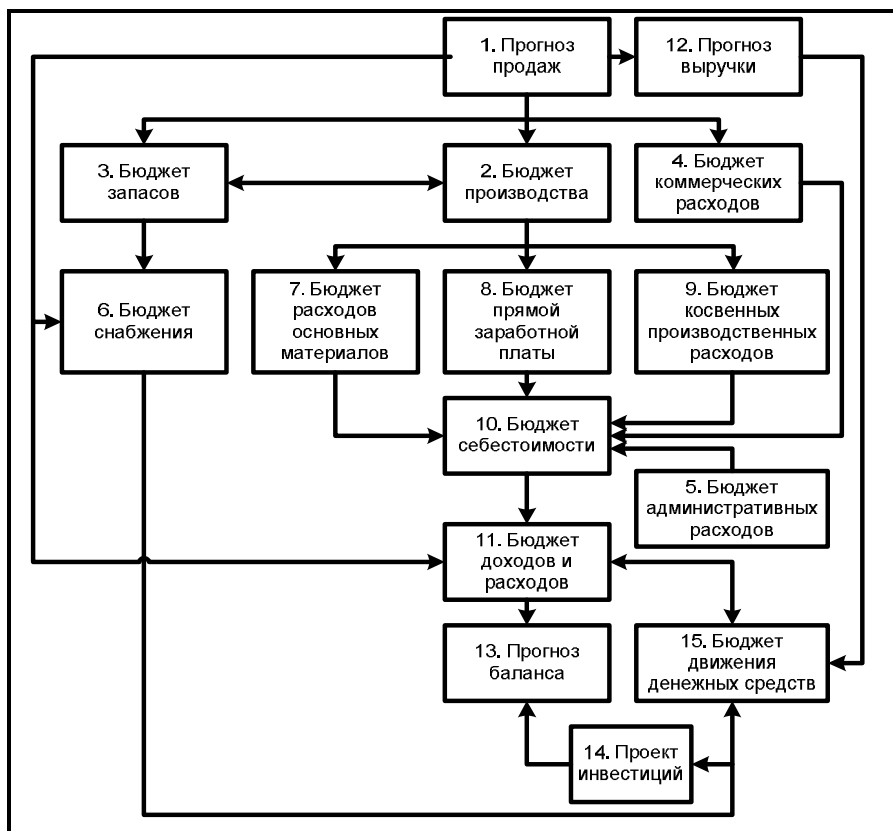 1. Прогноз
продаж
12. Прогноз
выручки
3. Бюджет
запасов
2. Бюджет
производства
4. Бюджет
коммерческих
расходов
6. Бюджет
снабжения
7. Бюджет
расходов
основных
материалов
8. Бюджет
прямой
заработной
платы
9. Бюджет
косвенных
производственных
расходов
10. Бюджет
себестоимости
5. Бюджет
административных
расходов
11. Бюджет
доходов и
расходов
13. Прогноз
баланса
15. Бюджет
движения
денежных средств
14. Проект
инвестиций